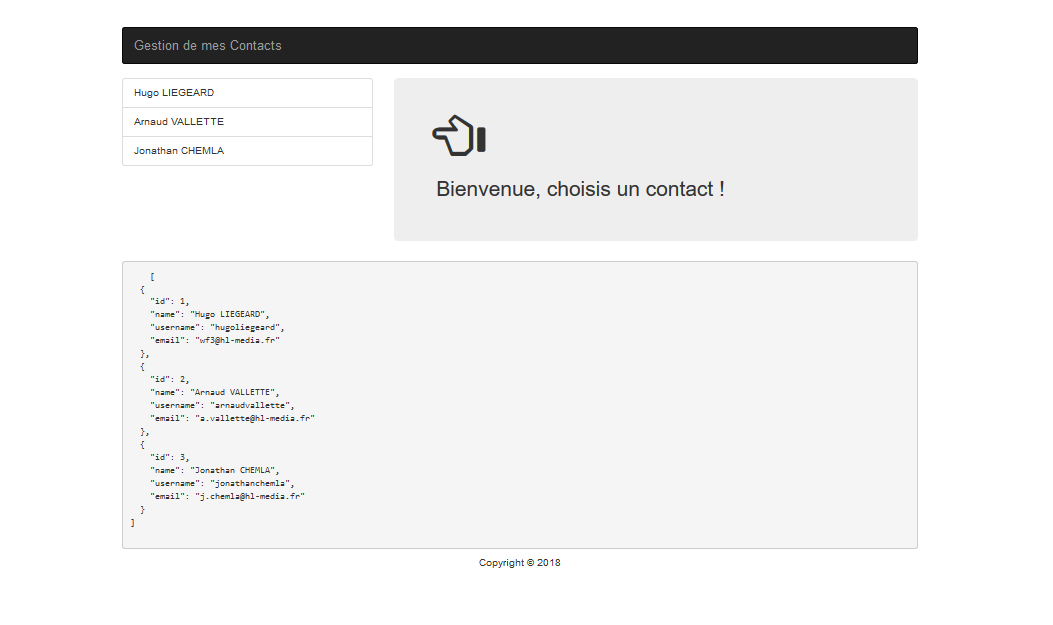 Gestion de mes Contacts
Hugo LIEGEARD
Arnaud VALLETTE
Jonathan CHEMLA
Bienvenue, choisis un contact !
[
{
"id": 1,
"name": "Hugo LIEGEARD",
"username": "hugoliegeard",
"email": "wf3@hl-media.fr"
},
{
"id": 2,
"name": "Arnaud VALLETTE",
"username": "arnaudvallette",
"email": "a.vallette@hl-media.fr"
},
{
"id": 3,
"name": "Jonathan CHEMLA",
"username": "jonathanchemla",
"email": "j.chemla@hl-media.fr"
}
]
Copyright © 2018